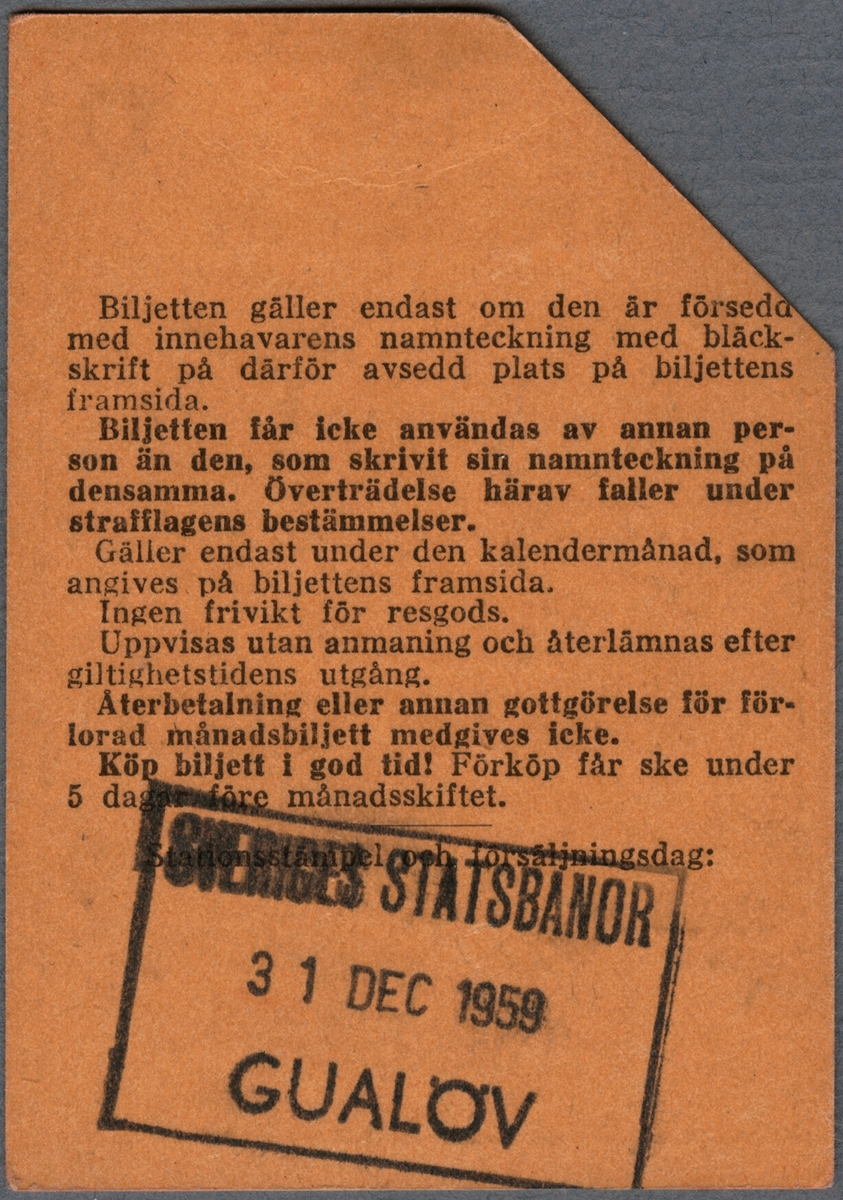 Biljetten gäller endast om den är försedd
med innehavarens namnteckning med bläck-
skrift på därför avsedd plats på biljettens
framsida.
Biljetten får icke användas av annan per-
son än den, som skrivit sin namnteckning på
densamma. Överträdelse härav faller under
strafflagens bestämmelser.
Gäller endast under den kalendermånad, som
angives på biljettens framsida.
Ingen frivikt för resgods.
Uppvisas utan anmaning och återlämnas efter
giltighetstidens utgång.
Återbetalning eller annan gottgörelse för för-
lorad månadsbiljett medgives icke.
Köp biljett i god tid! Förköp får ske under
5 dagar före månadsskiftet.
Stationsstämpel och försäljningsdag:
SVERIGES STATSBANOR
31 DEC 1959
GUALÖV